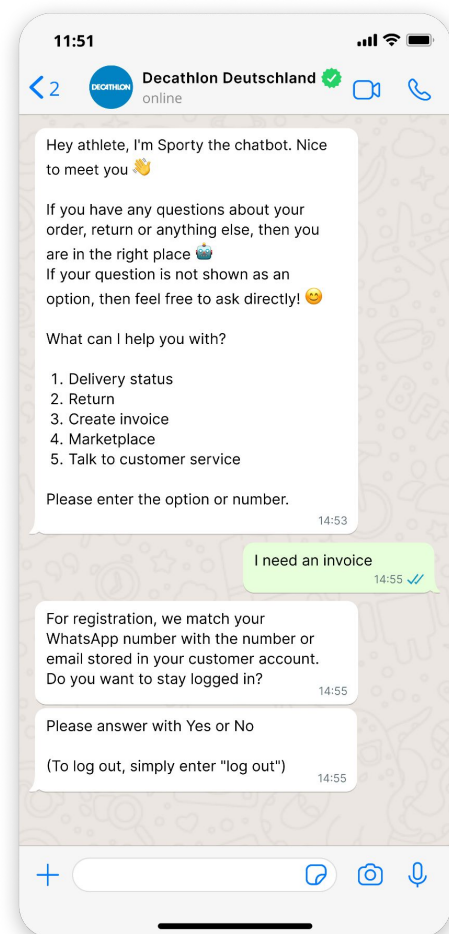 11:51
2
DECATHLON
Decathlon Deutschland
online
Hey athlete, I'm Sporty the chatbot. Nice
to meet you 👋
If you have any questions about your
order, return or anything else, then you
are in the right place 🤖
If your question is not shown as an
option, then feel free to ask directly! 😊
What can I help you with?
1. Delivery status
2. Return
3. Create invoice
4. Marketplace
5. Talk to customer service
Please enter the option or number.
14:53
I need an invoice
14:55
For registration, we match your
WhatsApp number with the number or
email stored in your customer account.
Do you want to stay logged in?
14:55
Please answer with Yes or No
(To log out, simply enter "log out")
14:55